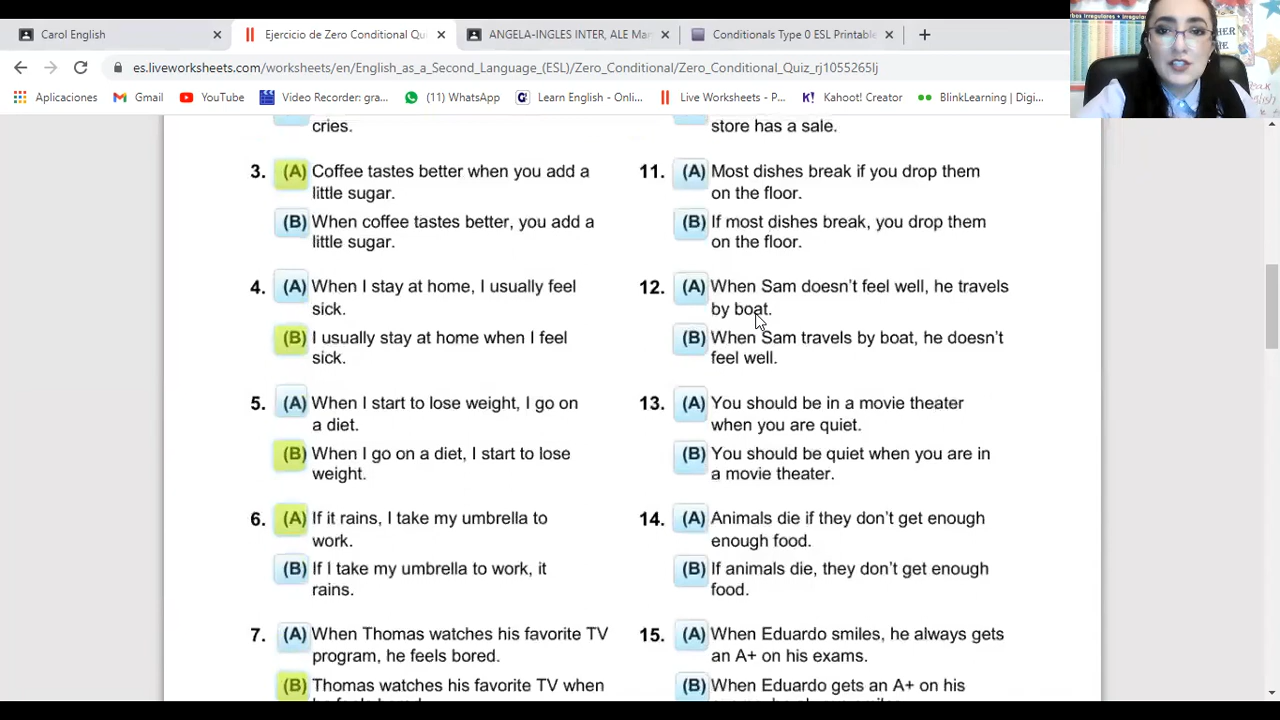 Carol English
Ejercicio de Zero Conditional Q
ANGELA-INGLES INTER, ALE M
Conditionals Type 0 ESL Printable
es.liveworksheets.com/worksheets/en/English_as_a_Second_Language_(ESL)/Zero_Conditional/Zero_Conditional_Quiz_rj1055265lj
Aplicaciones
Gmail
YouTube
Video Recorder: gra...
(11) WhatsApp
Learn English - Onli...
Live Worksheets - P...
Kahoot! Creator
BlinkLearning | Digi...
cries.
3. (A) Coffee tastes better when you add a
little sugar.
(B) When coffee tastes better, you add a
little sugar.
4. (A) When I stay at home, I usually feel
sick.
(B) I usually stay at home when I feel
sick.
5. (A) When I start to lose weight, I go on
a diet.
(B) When I go on a diet, I start to lose
weight.
6. (A) If it rains, I take my umbrella to
work.
(B) If I take my umbrella to work, it
rains.
7. (A) When Thomas watches his favorite TV
program, he feels bored.
(B) Thomas watches his favorite TV when
store has a sale.
11. (A) Most dishes break if you drop them
on the floor.
(B) If most dishes break, you drop them
on the floor.
12. (A) When Sam doesn't feel well, he travels
by boat.
(B) When Sam travels by boat, he doesn't
feel well.
13. (A) You should be in a movie theater
when you are quiet.
(B) You should be quiet when you are in
a movie theater.
14. (A) Animals die if they don't get enough
enough food.
(B) If animals die, they don't get enough
food.
15. (A) When Eduardo smiles, he always gets
an A+ on his exams.
(B) When Eduardo gets an A+ on his